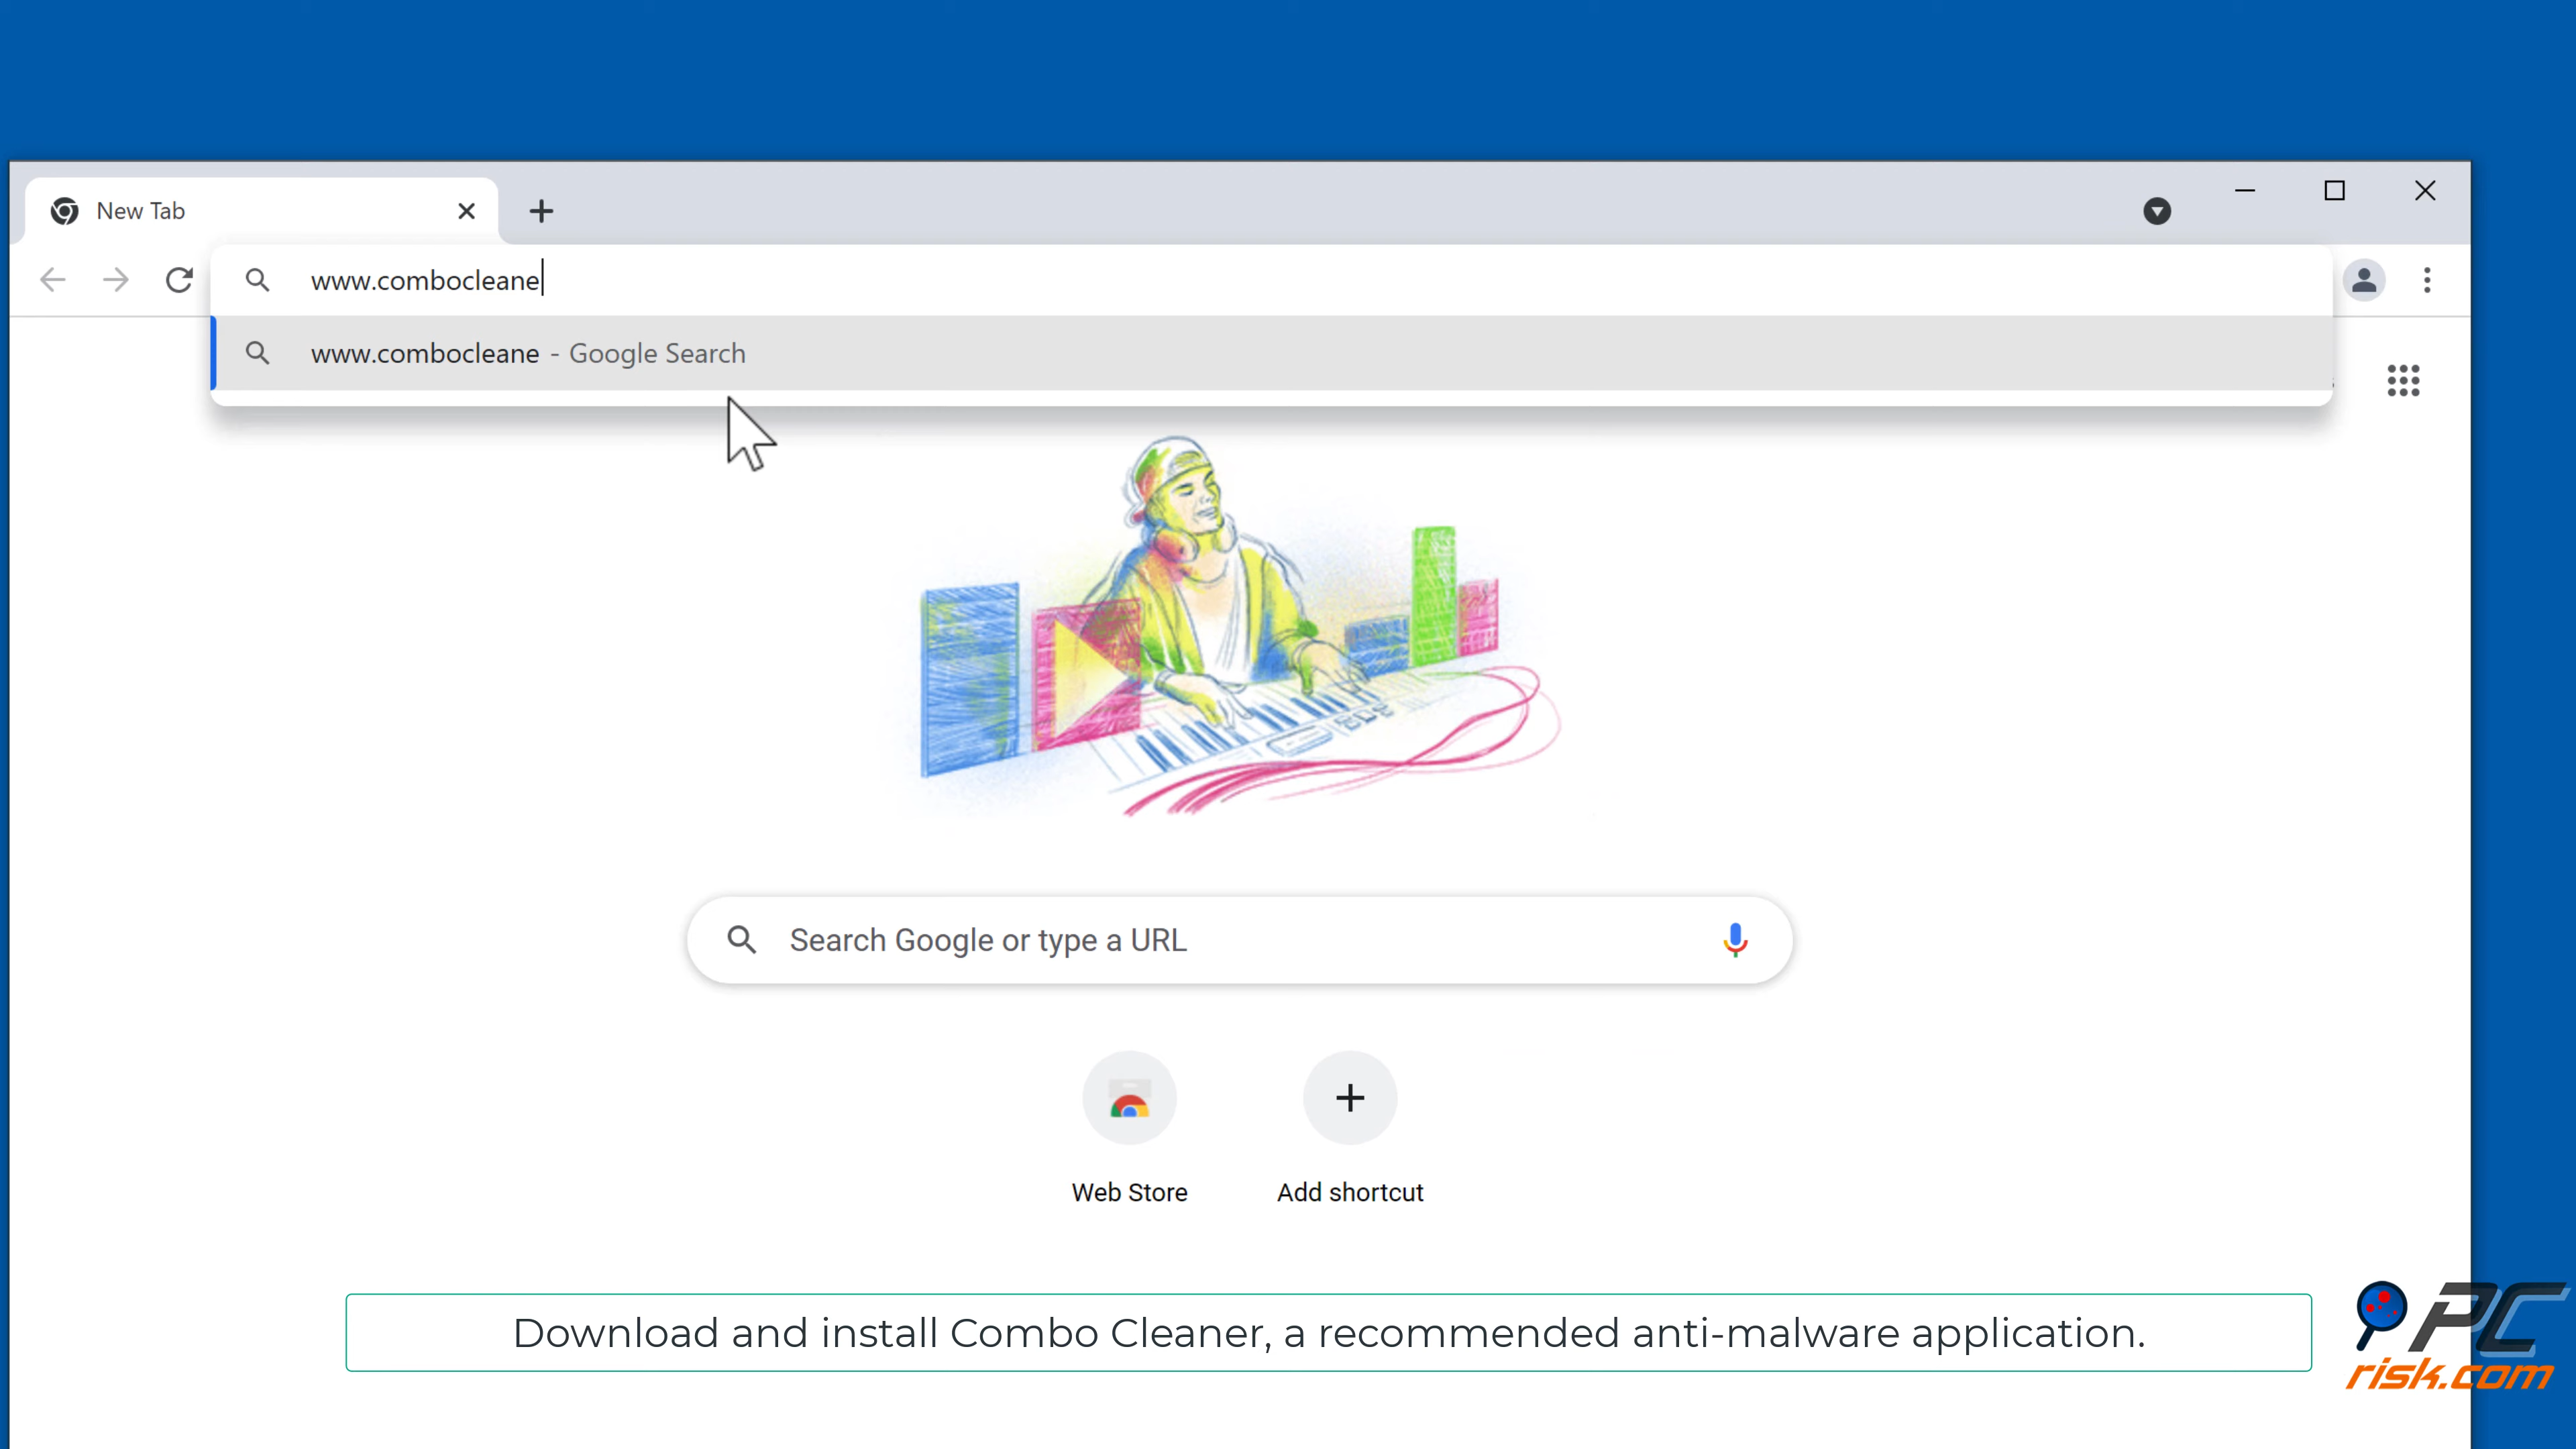 New Tab
www.combocleane
www.combocleane - Google Search
Search Google or type a URL
Web Store
Add shortcut
Download and install Combo Cleaner, a recommended anti-malware application.
PC
risk.com